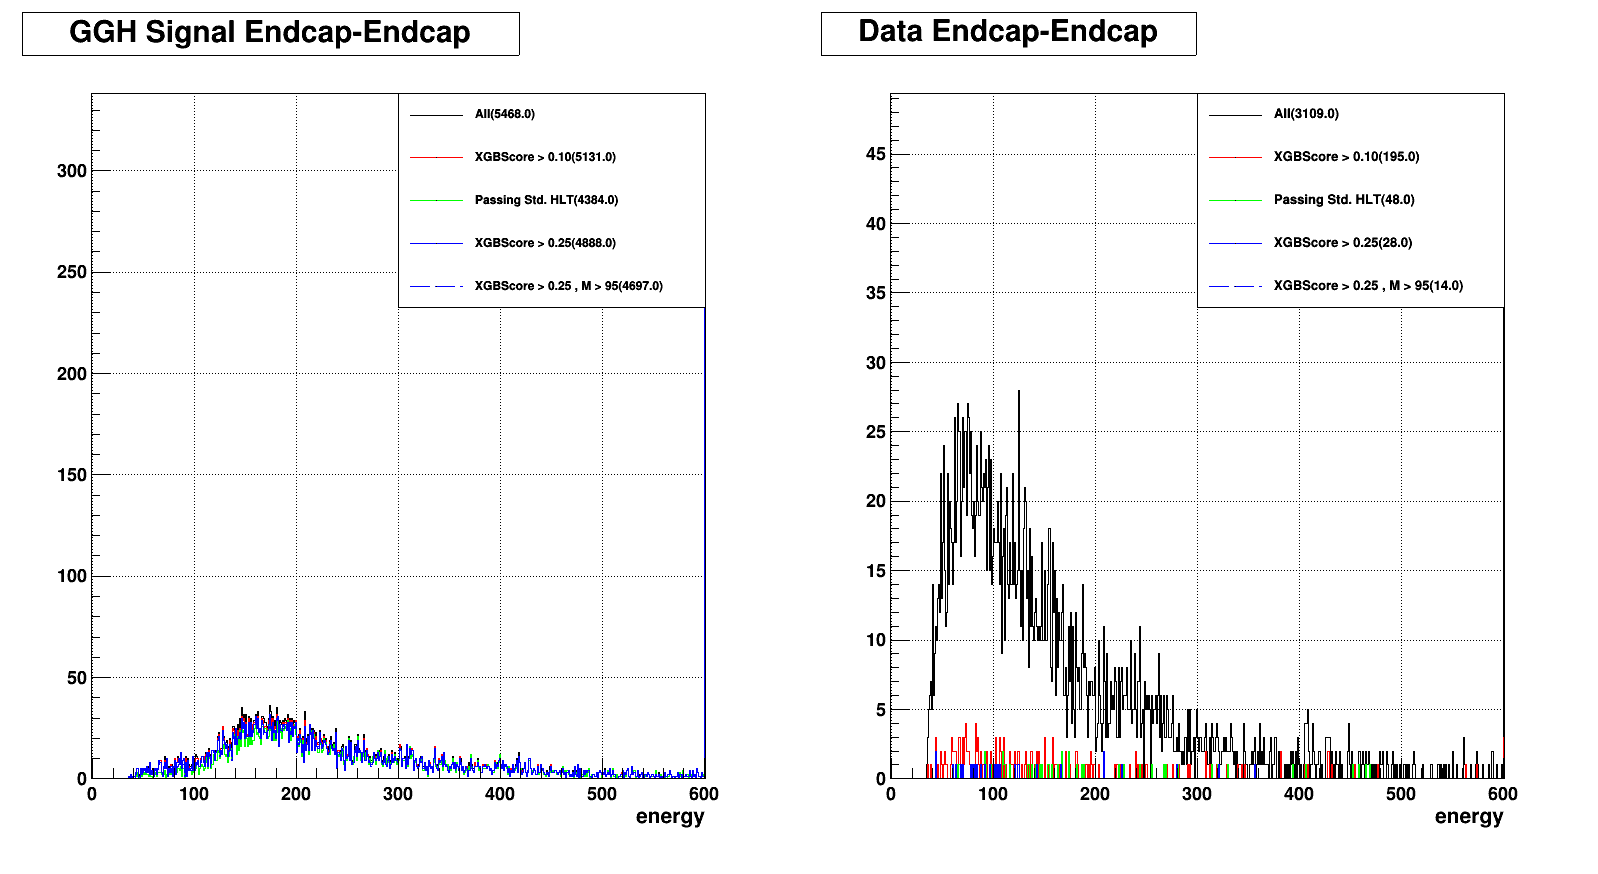 GGH Signal Endcap-Endcap
All(5468.0)
XGBScore > 0.10(5131.0)
Passing Std. HLT(4384.0)
XGBScore > 0.25(4888.0)
XGBScore > 0.25 , M > 95(4697.0)
300
250
200
150
100
50
0
0 100 200 300 400 500 600
energy
Data Endcap-Endcap
All(3109.0)
XGBScore > 0.10(195.0)
Passing Std. HLT(48.0)
XGBScore > 0.25(28.0)
XGBScore > 0.25 , M > 95(14.0)
45
40
35
30
25
20
15
10
5
0
0 100 200 300 400 500 600
energy